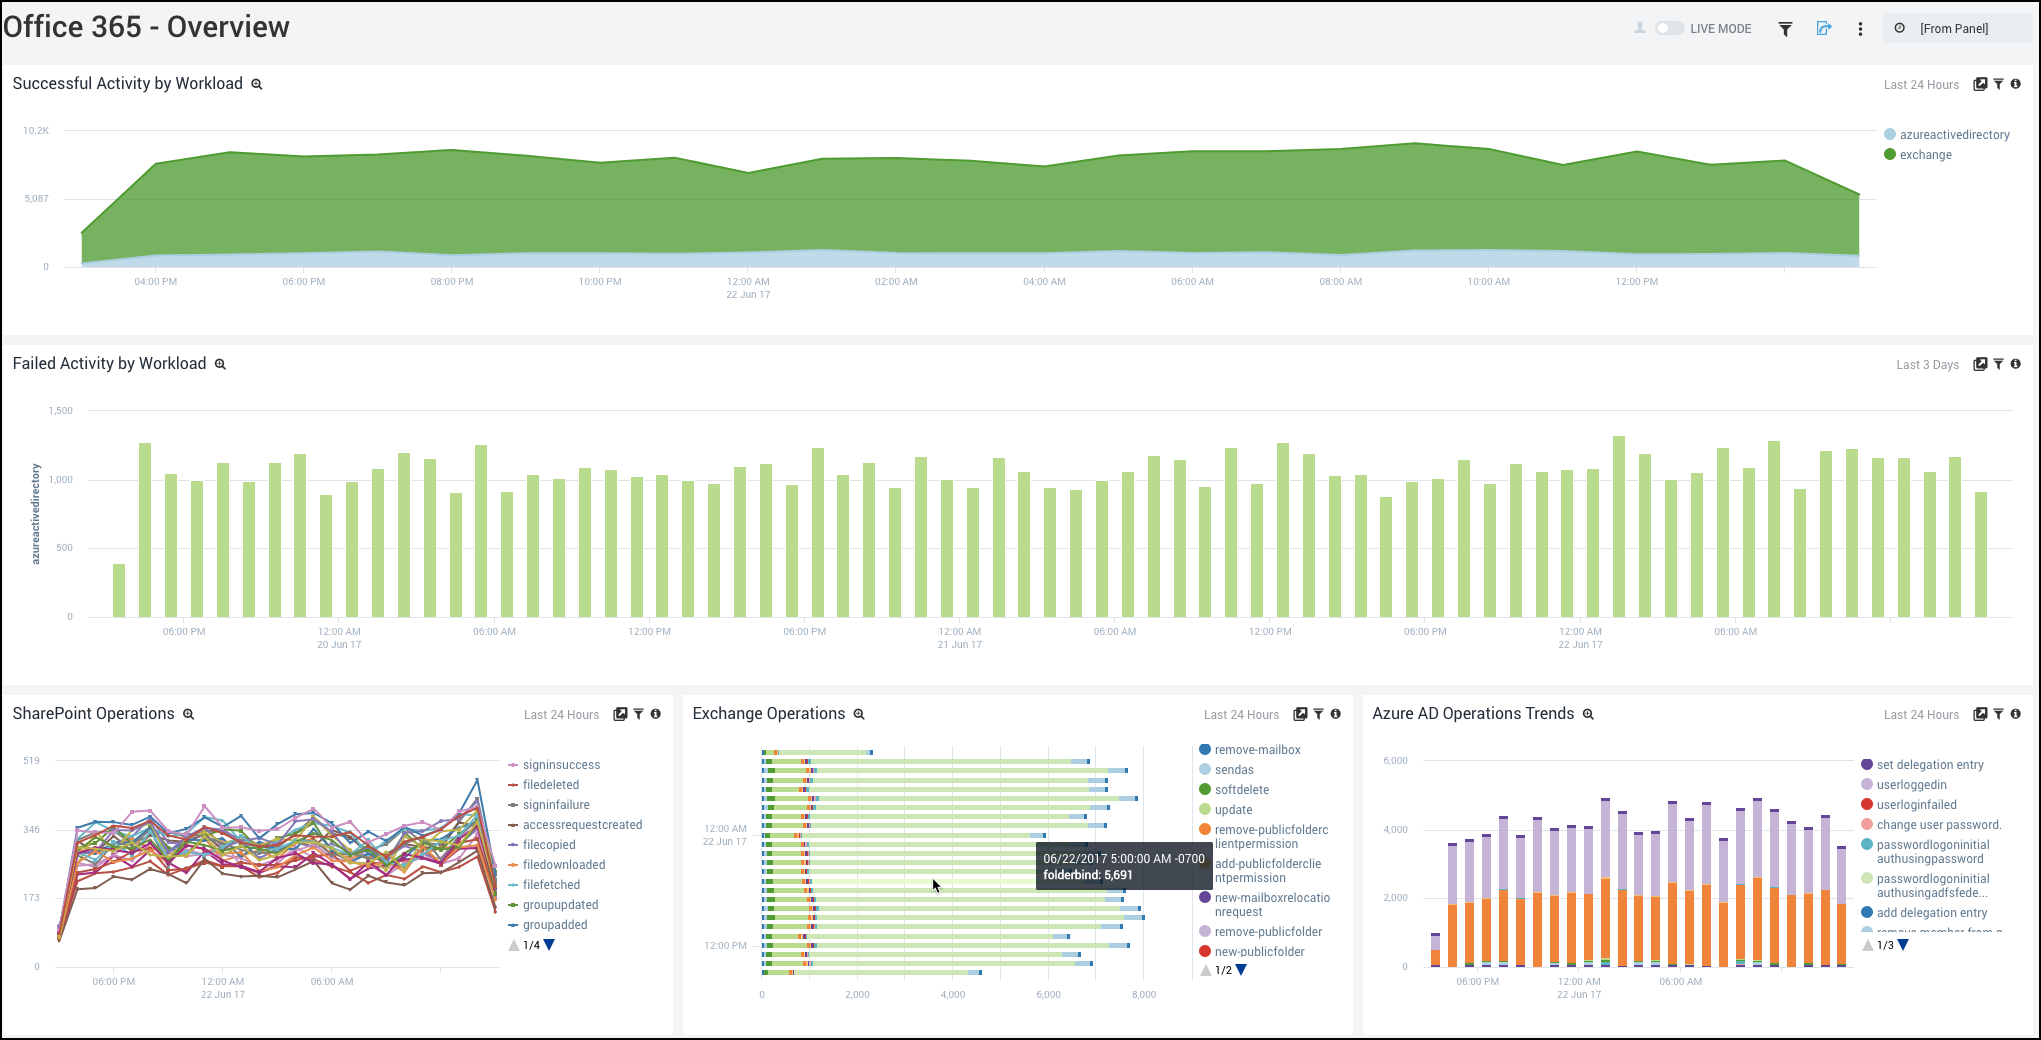 Office 365 - Overview
LIVE MODE
[From Panel]
Successful Activity by Workload
Last 24 Hours
10.2K
5,087
0
04:00 PM
06:00 PM
08:00 PM
10:00 PM
12:00 AM
22 Jun 17
02:00 AM
04:00 AM
06:00 AM
08:00 AM
10:00 AM
12:00 PM
azureactivedirectory
exchange
Failed Activity by Workload
Last 3 Days
azureactivedirectory
1,500
1,000
500
0
06:00 PM
12:00 AM
20 Jun 17
06:00 AM
12:00 PM
06:00 PM
12:00 AM
21 Jun 17
06:00 AM
12:00 PM
06:00 PM
12:00 AM
22 Jun 17
06:00 AM
SharePoint Operations
Last 24 Hours
519
346
173
0
06:00 PM
12:00 AM
22 Jun 17
06:00 AM
signinsuccess
filedeleted
signinfailure
accessrequestcreated
filecopied
filedownloaded
filefetched
groupupdated
groupadded
1/4
Exchange Operations
Last 24 Hours
12:00 AM
22 Jun 17
12:00 PM
0
2,000
4,000
6,000
8,000
06/22/2017 5:00:00 AM -0700
folderbind: 5,691
remove-mailbox
sendas
softdelete
update
remove-publicfolderc
lientpermission
add-publicfolderclie
ntpermission
new-mailboxrelocatio
nrequest
remove-publicfolder
new-publicfolder
1/2
Azure AD Operations Trends
Last 24 Hours
6,000
4,000
2,000
0
06:00 PM
12:00 AM
22 Jun 17
06:00 AM
set delegation entry
userloggedin
userloginfailed
change user password.
passwordlogoninitial
authusingpassword
passwordlogoninitial
authusingadfsfede...
add delegation entry
1/3